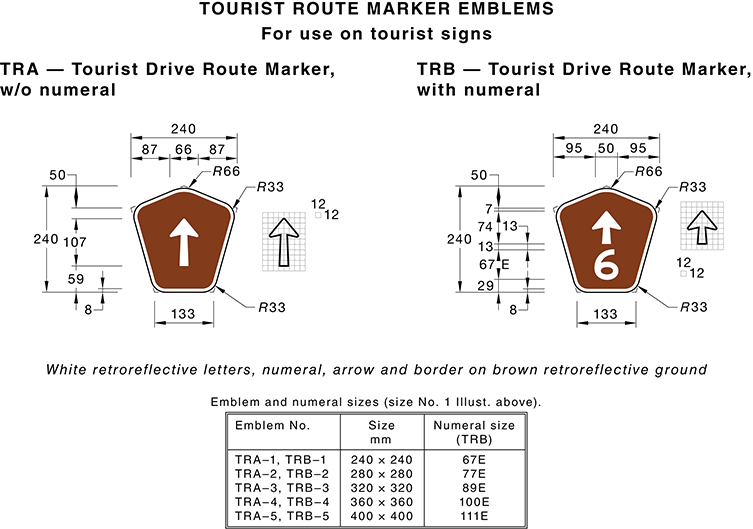 TOURIST ROUTE MARKER EMBLEMS
For use on tourist signs
TRA — Tourist Drive Route Marker,
w/o numeral
240
87 66 87
R66
50
R33
12
12
240
107
59
8
R33
133
TRB — Tourist Drive Route Marker,
with numeral
240
95 50 95
R66
50
R33
7
74
13
240
13
67 E
6
12
12
29
8
R33
133
White retroreflective letters, numeral, arrow and border on brown retroreflective ground
Emblem and numeral sizes (size No. 1 Illust. above).
Emblem No. Size Numeral size
mm (TRB)
TRA–1, TRB–1 240 × 240 67E
TRA–2, TRB–2 280 × 280 77E
TRA–3, TRB–3 320 × 320 89E
TRA–4, TRB–4 360 × 360 100E
TRA–5, TRB–5 400 × 400 111E